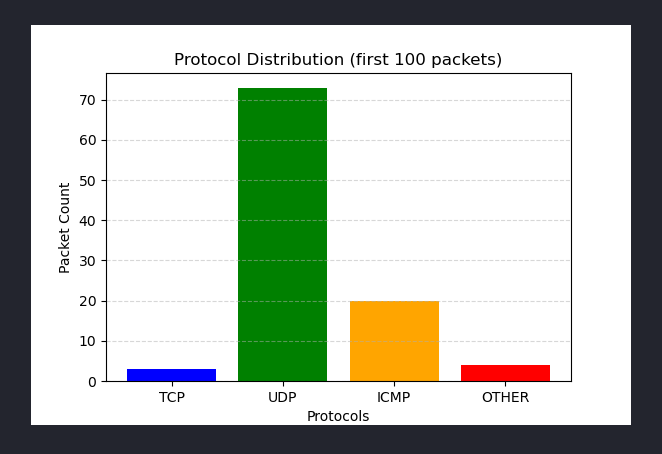 Protocol Distribution (first 100 packets)
Packet Count
70
60
50
40
30
20
10
0
TCP UDP ICMP OTHER
Protocols